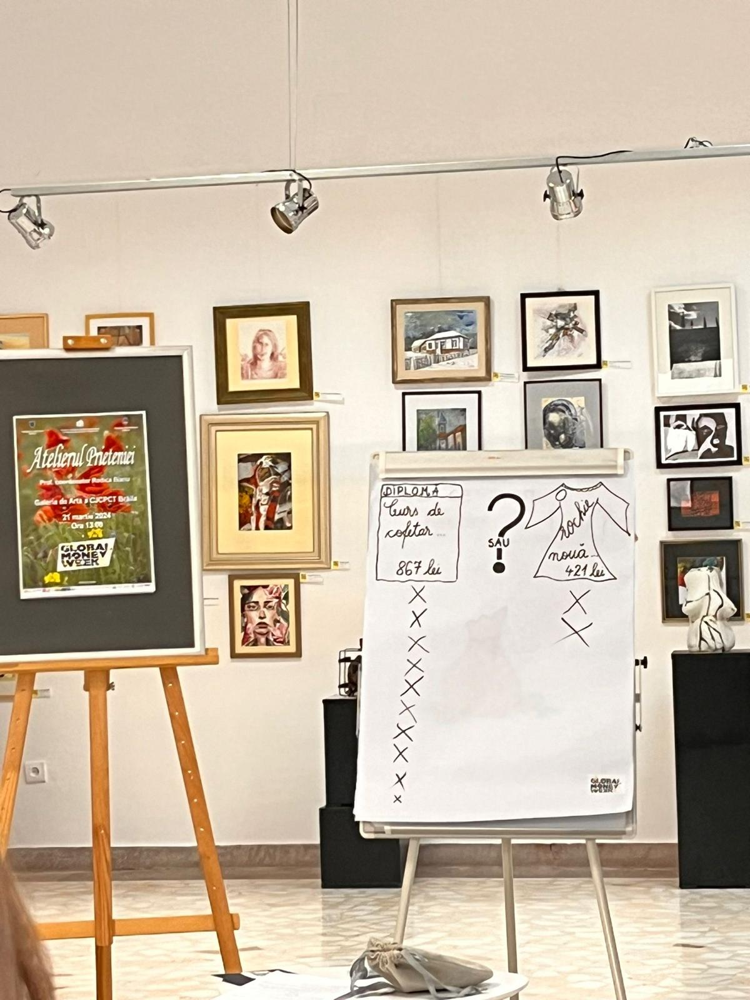 Atelierul Prieteniei
Prof. coordonator Rodica
Galeria de Arta a CJCPCT Brăila
21 martie 2024
Ora 13:00
GLOBAL
MONEY
WEEK
DIPLOMĂ
Curs de
cofetar ...
867 lei
?
SAU
rochie
nouă ...
421 lei
X X X X X X X X X X
X X
GLOBAL
MONEY
WEEK